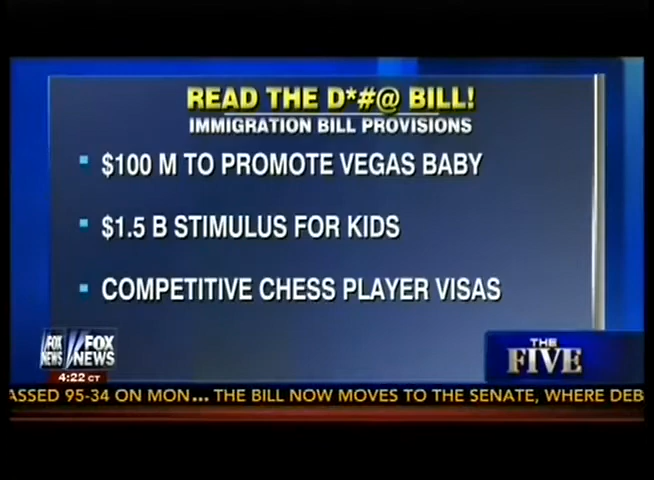 READ THE D*#@ BILL!
IMMIGRATION BILL PROVISIONS
$100 M TO PROMOTE VEGAS BABY
$1.5 B STIMULUS FOR KIDS
COMPETITIVE CHESS PLAYER VISAS
FOX NEWS
FOX NEWS
4:22 CT
THE FIVE
ASSED 95-34 ON MON... THE BILL NOW MOVES TO THE SENATE, WHERE DEB